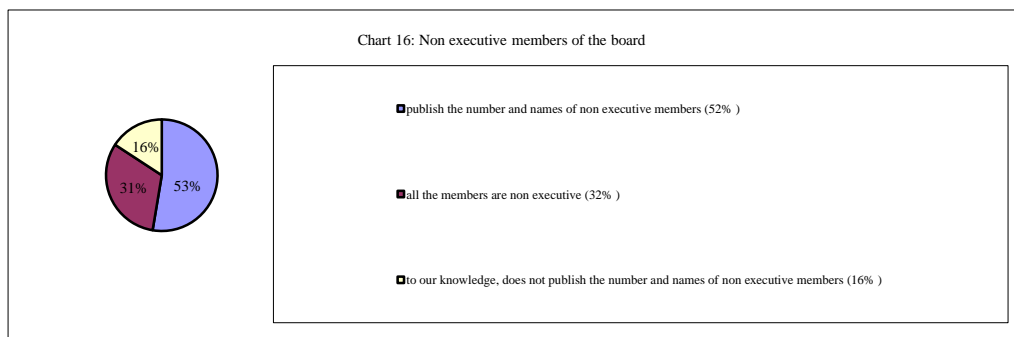 Chart 16: Non executive members of the board
publish the number and names of non executive members (52% )
16%
31%
53%
all the members are non executive (32% )
to our knowledge, does not publish the number and names of non executive members (16% )